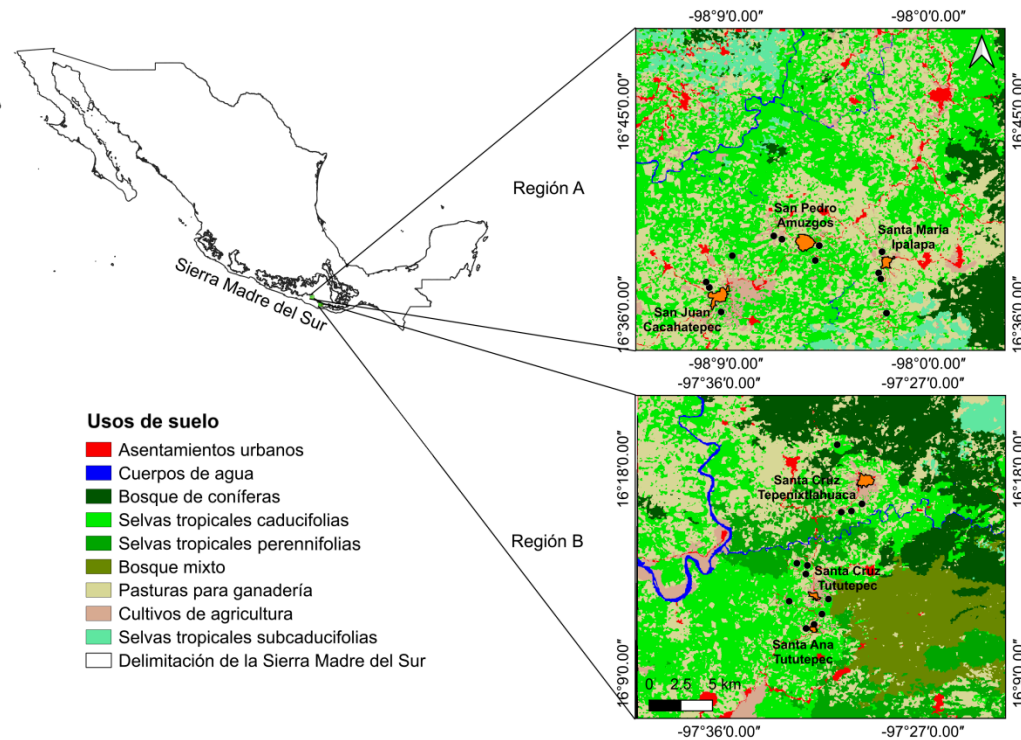 -98°9'0.00"
-98°0'0.00"
16°45'0.00"
16°45'0.00"
Región A
San Pedro
Amuzgos
Santa Maria
Ipalapa
San Juan
Cacahatepec
16°36'0.00"
16°36'0.00"
-98°9'0.00"
-98°0'0.00"
Sierra Madre del Sur
-97°36'0.00"
-97°27'0.00"
16°18'0.00"
16°18'0.00"
Santa Cruz
Tepenixtlahuaca
Región B
Santa Cruz
Tututepec
Santa Ana
Tututepec
16°9'0.00"
16°9'0.00"
0 2.5 5 km
-97°36'0.00"
-97°27'0.00"
Usos de suelo
Asentamientos urbanos
Cuerpos de agua
Bosque de coníferas
Selvas tropicales caducifolias
Selvas tropicales perennifolias
Bosque mixto
Pasturas para ganadería
Cultivos de agricultura
Selvas tropicales subcaducifolias
Delimitación de la Sierra Madre del Sur